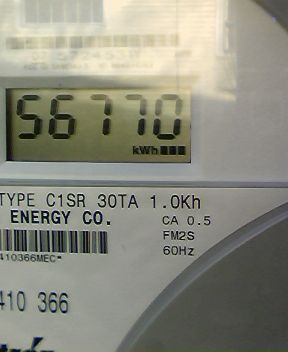 56770
kWh
TYPE C1SR 30TA 1.0Kh
ENERGY CO. CA 0.5
FM2S
410366MEC* 60Hz
410 366